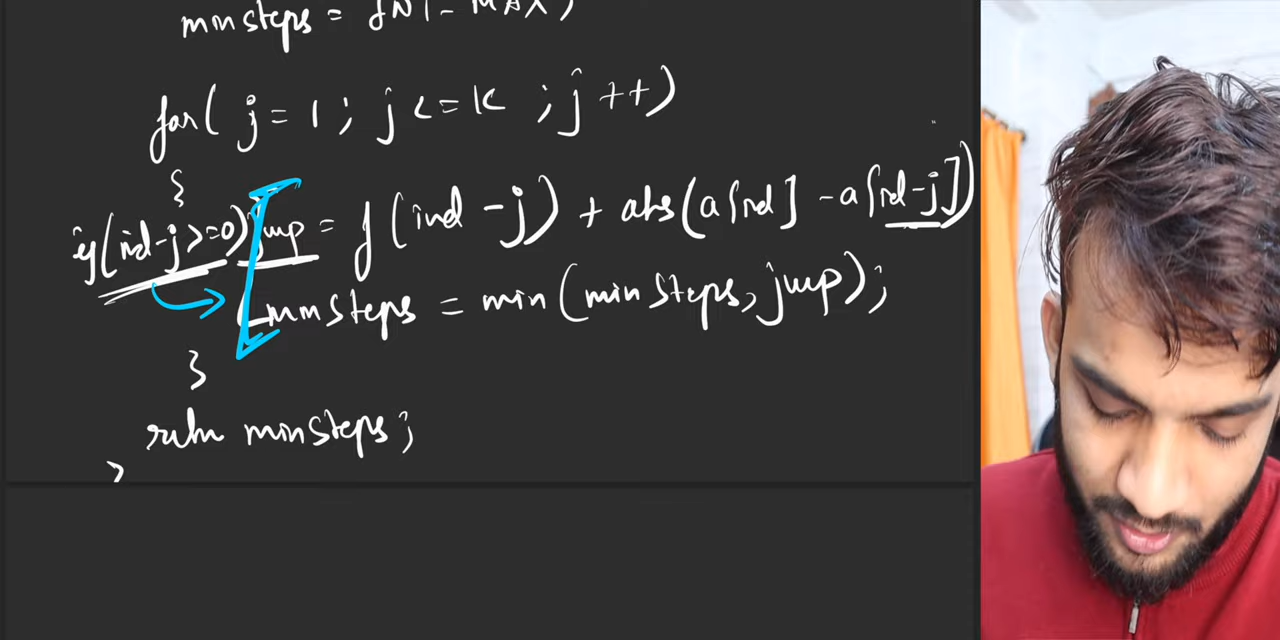 minsteps = INT_MAX;
for( j = 1 ; j <= k ; j++)
{
if(ind-j>=0) jump = f(ind-j) + abs(a[ind] - a[ind-j])
minsteps = min(minsteps, jump);
}
return minsteps;
}